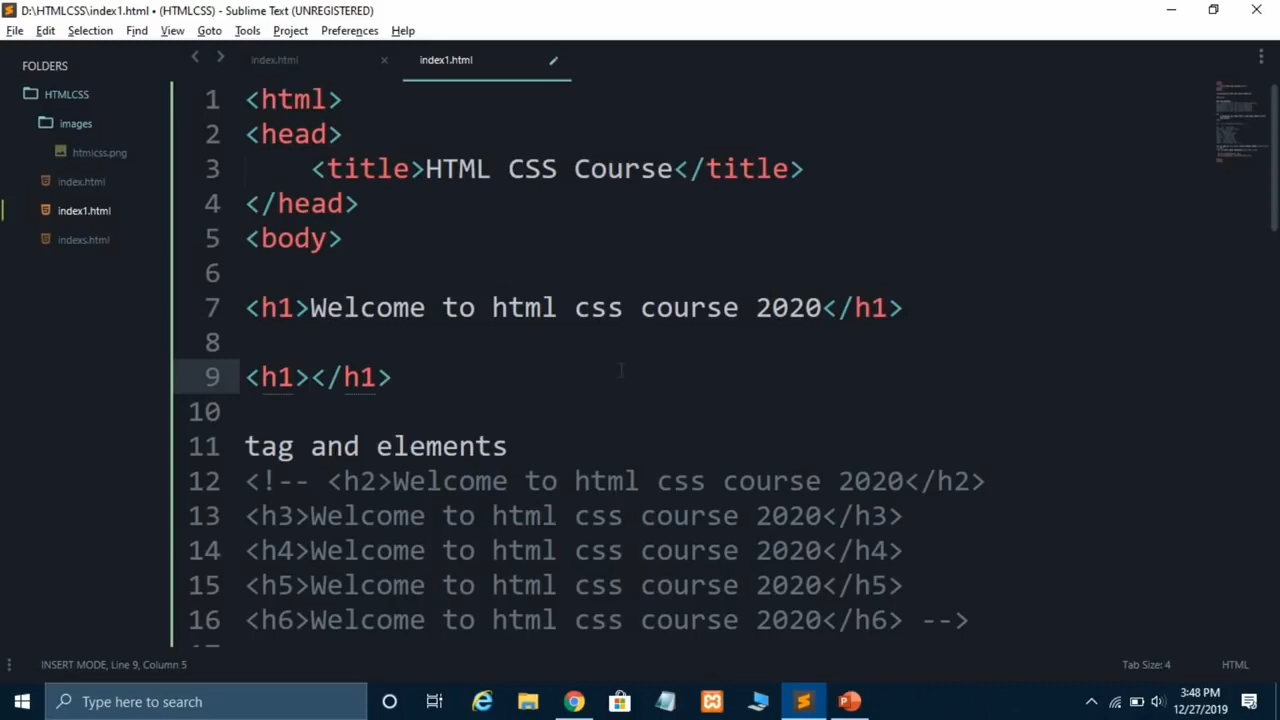 D:\HTMLCSS\index1.html • (HTMLCSS) - Sublime Text (UNREGISTERED)
File Edit Selection Find View Goto Tools Project Preferences Help
FOLDERS
HTMLCSS
images
htmicss.png
index.html
index1.html
indexs.html
index.html
index1.html
1 <html>
2 <head>
3 <title>HTML CSS Course</title>
4 </head>
5 <body>
6
7 <h1>Welcome to html css course 2020</h1>
8
9 <h1></h1>
10
11 tag and elements
12 <!-- <h2>Welcome to html css course 2020</h2>
13 <h3>Welcome to html css course 2020</h3>
14 <h4>Welcome to html css course 2020</h4>
15 <h5>Welcome to html css course 2020</h5>
16 <h6>Welcome to html css course 2020</h6> -->
INSERT MODE, Line 9, Column 5
Tab Size: 4
HTML
Type here to search
3:48 PM
12/27/2019